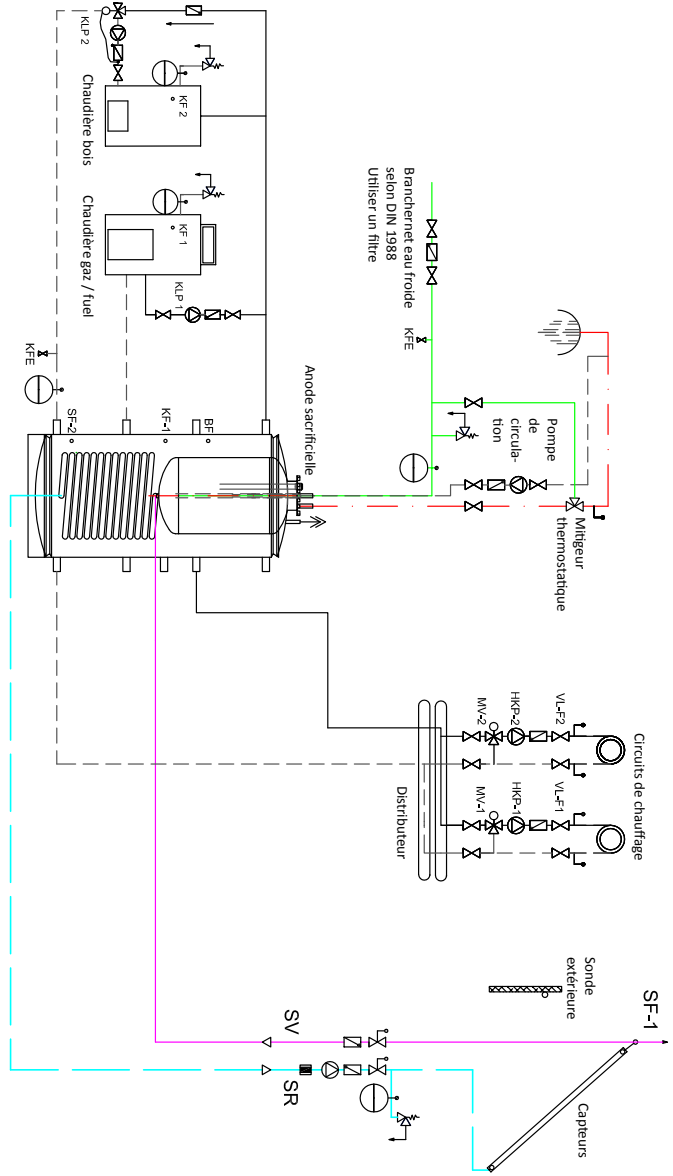 KLP 2
KF 2
Chaudière bois
KF 1
Chaudière gaz / fuel
KLP 1
KFE
SF-2
KF-1
BF
Anode sacrificielle
Branchernet eau froide
selon DIN 1988
Utiliser un filtre
KFE
Pompe
de
circula-
tion
Mitigeur
thermostatique
Circuits de chauffage
VL-F2
HKP-2
MV-2
VL-F1
HKP-1
MV-1
Distributeur
Sonde
extérieure
SF-1
Capteurs
SV
SR